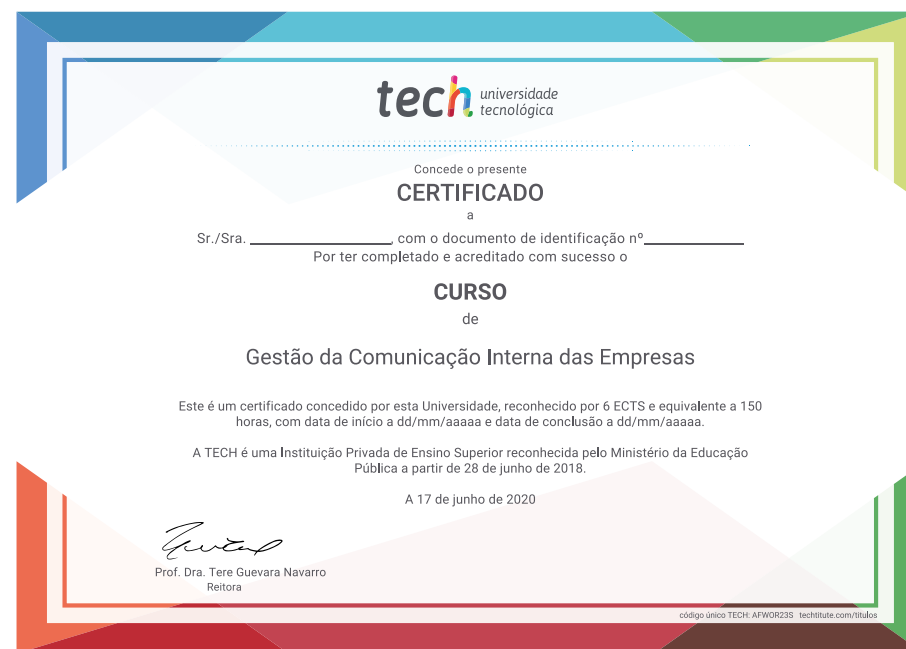 tech universidade
tecnológica
Concede o presente
CERTIFICADO
a
Sr./Sra. ________________, com o documento de identificação nº___________
Por ter completado e acreditado com sucesso o
CURSO
de
Gestão da Comunicação Interna das Empresas
Este é um certificado concedido por esta Universidade, reconhecido por 6 ECTS e equivalente a 150
horas, com data de início a dd/mm/aaaaa e data de conclusão a dd/mm/aaaaa.
A TECH é uma Instituição Privada de Ensino Superior reconhecida pelo Ministério da Educação
Pública a partir de 28 de junho de 2018.
A 17 de junho de 2020
Prof. Dra. Tere Guevara Navarro
Reitora
código único TECH: AFWOR23S techtitute.com/titulos